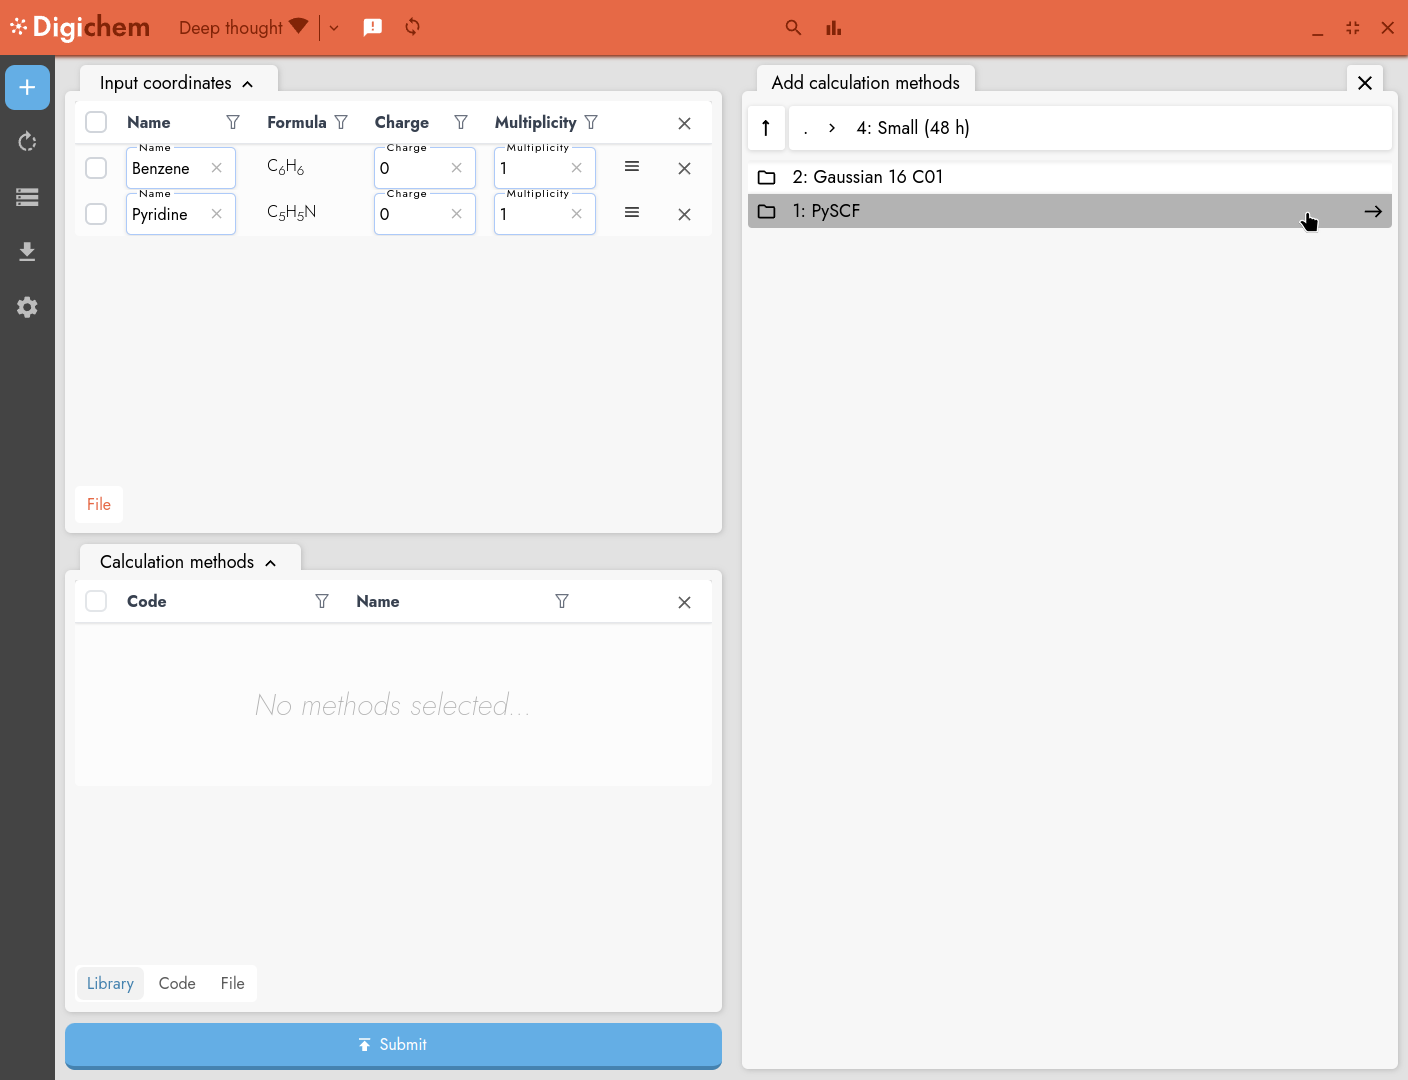 Digichem Deep thought
Input coordinates
Name Formula Charge Multiplicity
Name Charge Multiplicity
Benzene C6H6 0 1
Name Charge Multiplicity
Pyridine C5H5N 0 1
File
Calculation methods
Code Name
No methods selected...
Library Code File
Submit
Add calculation methods
. › 4: Small (48 h)
2: Gaussian 16 C01
1: PySCF